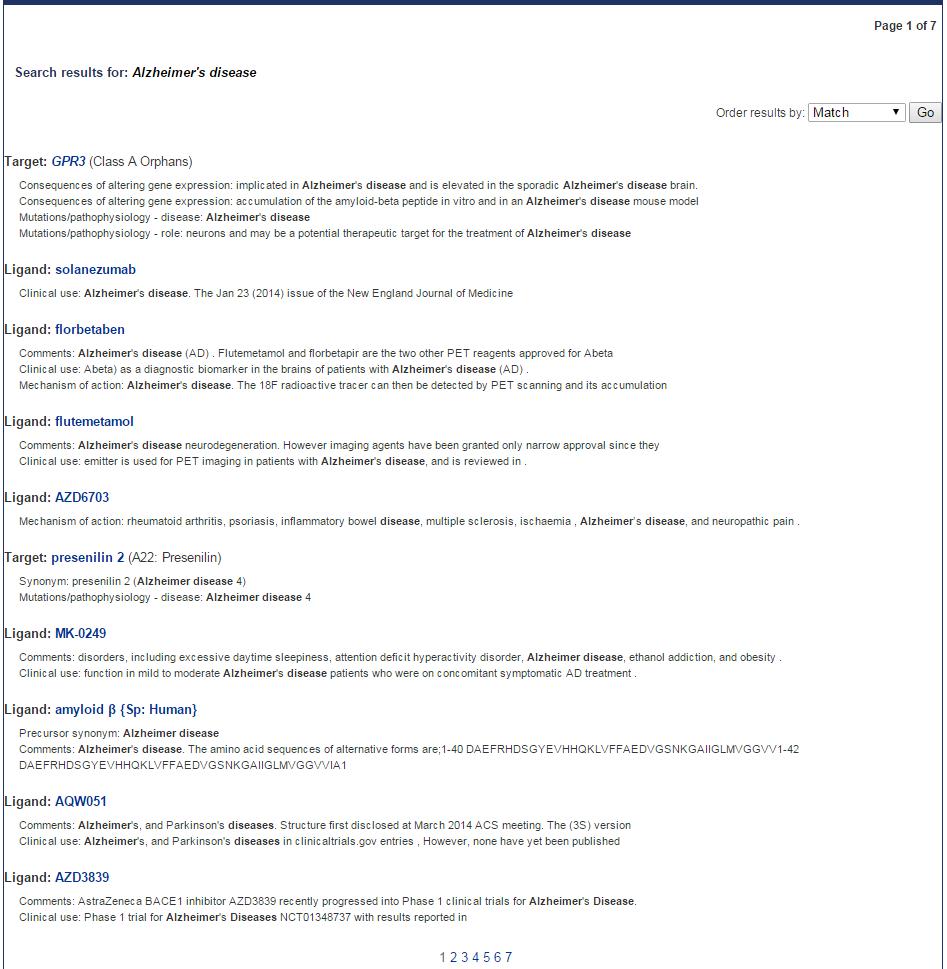 Page 1 of 7
Search results for: Alzheimer's disease
Order results by: Match Go
Target: GPR3 (Class A Orphans)
Consequences of altering gene expression: implicated in Alzheimer's disease and is elevated in the sporadic Alzheimer's disease brain.
Consequences of altering gene expression: accumulation of the amyloid-beta peptide in vitro and in an Alzheimer's disease mouse model
Mutations/pathophysiology - disease: Alzheimer's disease
Mutations/pathophysiology - role: neurons and may be a potential therapeutic target for the treatment of Alzheimer's disease
Ligand: solanezumab
Clinical use: Alzheimer's disease. The Jan 23 (2014) issue of the New England Journal of Medicine
Ligand: florbetaben
Comments: Alzheimer's disease (AD) . Flutemetamol and florbetapir are the two other PET reagents approved for Abeta
Clinical use: Abeta) as a diagnostic biomarker in the brains of patients with Alzheimer's disease (AD) .
Mechanism of action: Alzheimer's disease. The 18F radioactive tracer can then be detected by PET scanning and its accumulation
Ligand: flutemetamol
Comments: Alzheimer's disease neurodegeneration. However imaging agents have been granted only narrow approval since they
Clinical use: emitter is used for PET imaging in patients with Alzheimer's disease, and is reviewed in .
Ligand: AZD6703
Mechanism of action: rheumatoid arthritis, psoriasis, inflammatory bowel disease, multiple sclerosis, ischaemia , Alzheimer's disease, and neuropathic pain .
Target: presenilin 2 (A22: Presenilin)
Synonym: presenilin 2 (Alzheimer disease 4)
Mutations/pathophysiology - disease: Alzheimer disease 4
Ligand: MK-0249
Comments: disorders, including excessive daytime sleepiness, attention deficit hyperactivity disorder, Alzheimer disease, ethanol addiction, and obesity .
Clinical use: function in mild to moderate Alzheimer's disease patients who were on concomitant symptomatic AD treatment .
Ligand: amyloid β {Sp: Human}
Precursor synonym: Alzheimer disease
Comments: Alzheimer's disease. The amino acid sequences of alternative forms are;1-40 DAEFRHDSGYEVHHQKLVFFAEDVGSNKGAIIGLMVGGVV1-42
DAEFRHDSGYEVHHQKLVFFAEDVGSNKGAIIGLMVGGVVIA1
Ligand: AQW051
Comments: Alzheimer's, and Parkinson's diseases. Structure first disclosed at March 2014 ACS meeting. The (3S) version
Clinical use: Alzheimer's, and Parkinson's diseases in clinicaltrials.gov entries , However, none have yet been published
Ligand: AZD3839
Comments: AstraZeneca BACE1 inhibitor AZD3839 recently progressed into Phase 1 clinical trials for Alzheimer's Disease.
Clinical use: Phase 1 trial for Alzheimer's Diseases NCT01348737 with results reported in
1 2 3 4 5 6 7